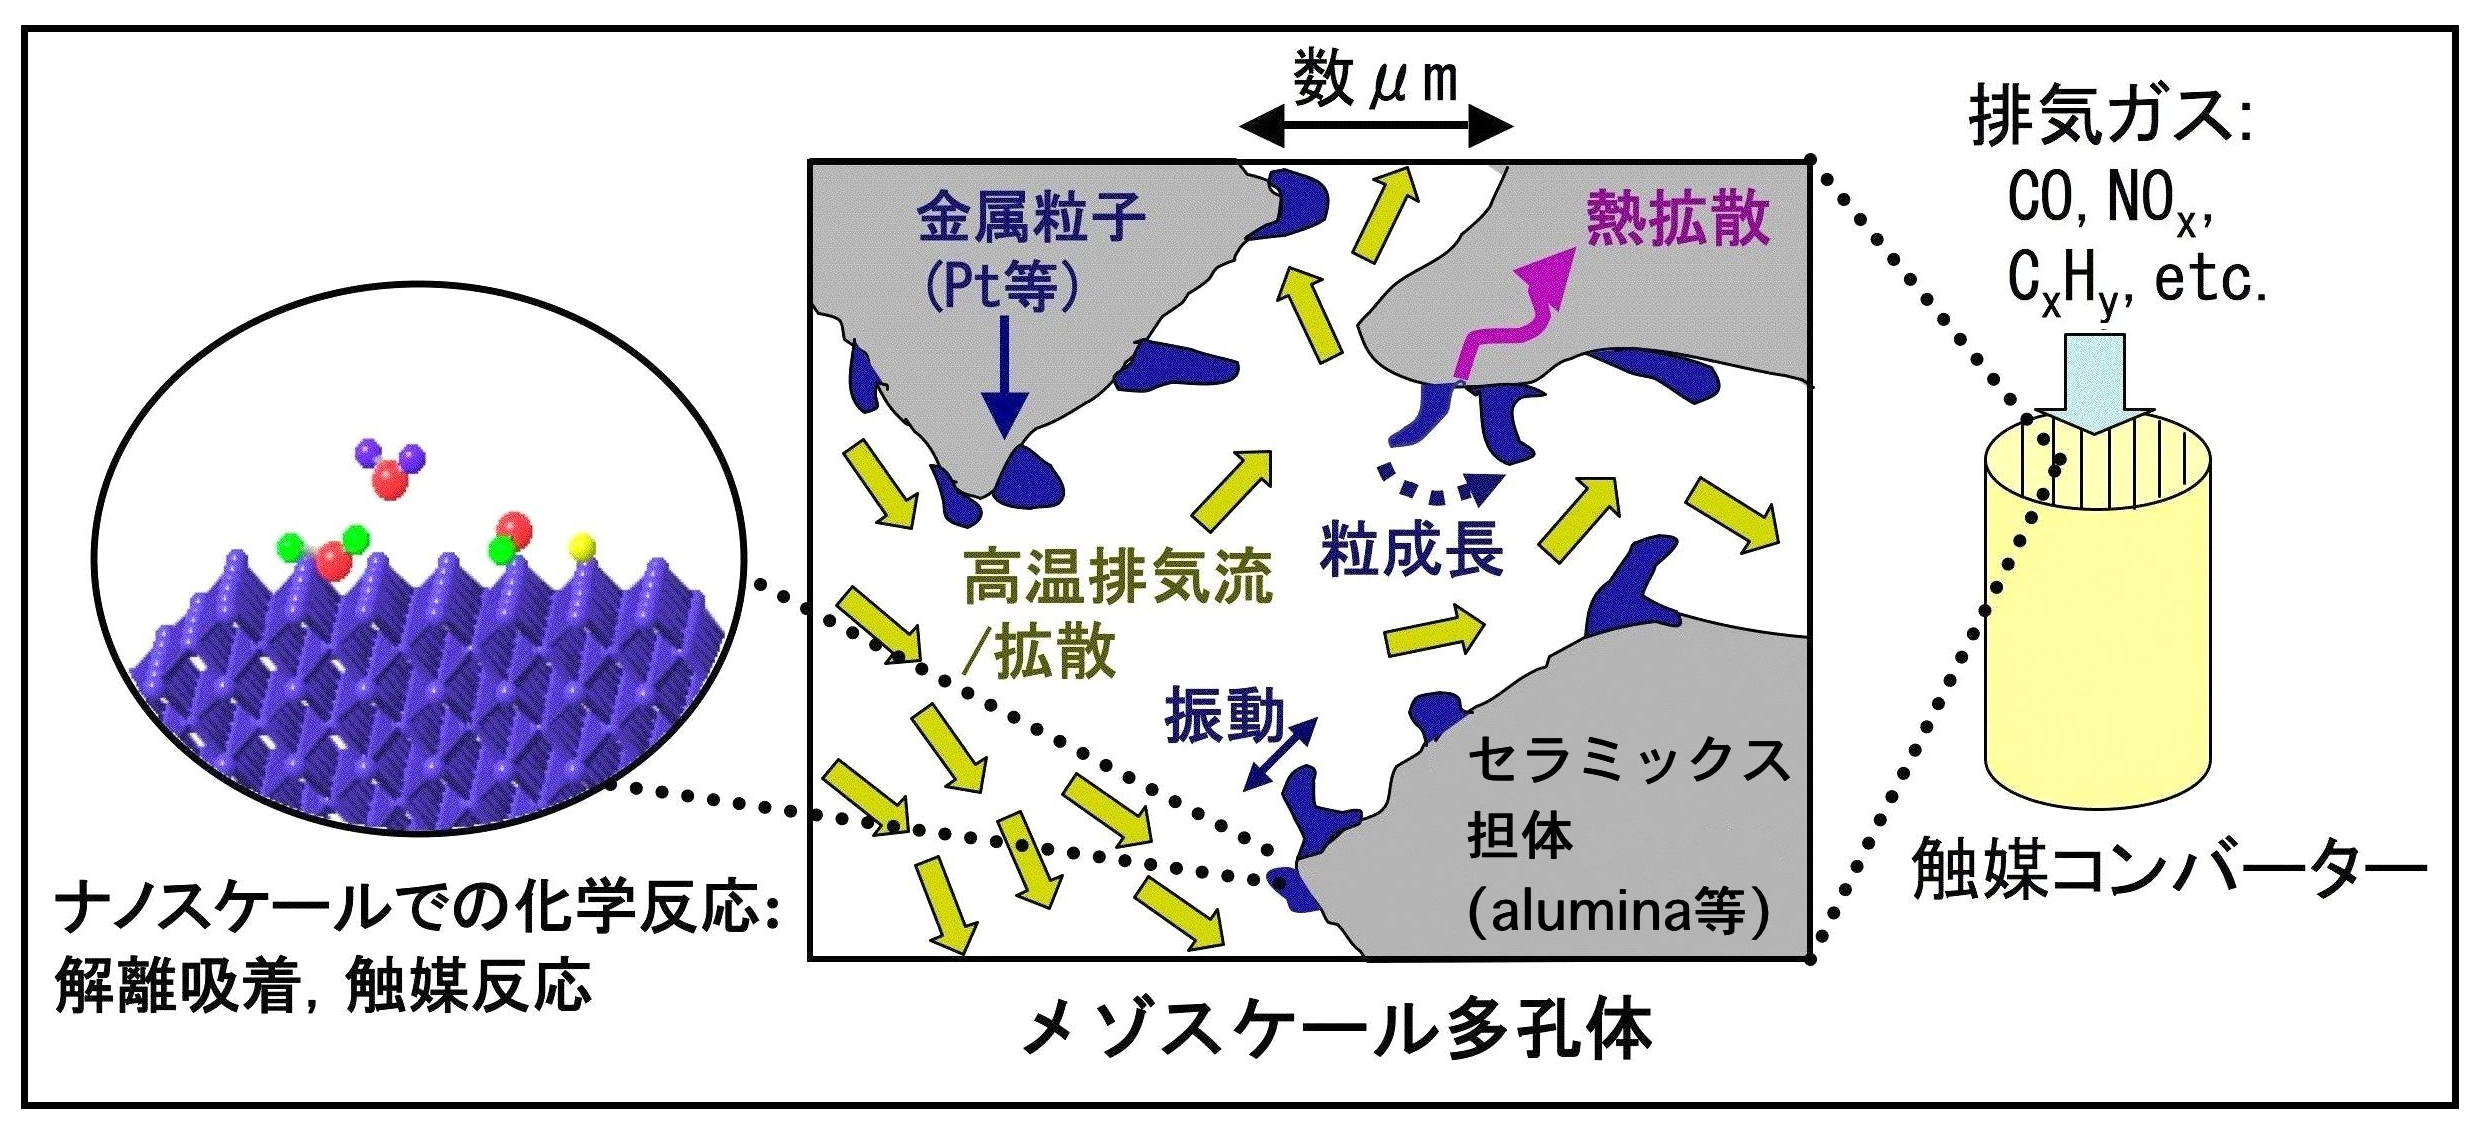 数μm
排気ガス:
CO, NOx,
CxHy, etc.
金属粒子
(Pt等)
熱拡散
粒成長
高温排気流
/拡散
振動
セラミックス
担体
(alumina等)
触媒コンバーター
ナノスケールでの化学反応:
解離吸着, 触媒反応
メゾスケール多孔体